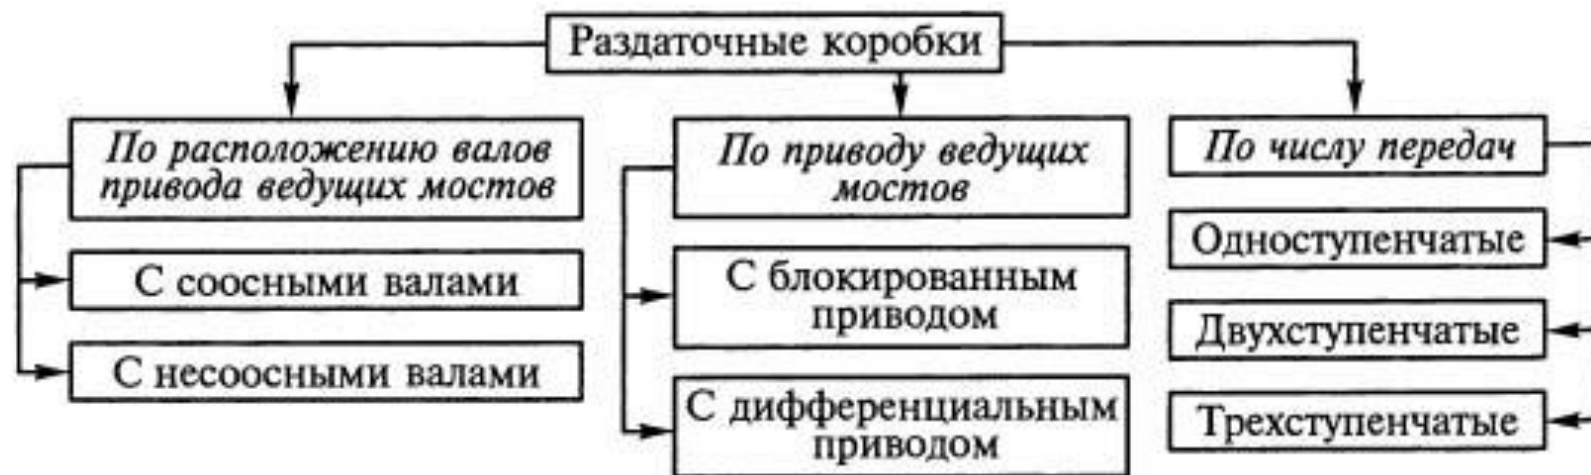 Раздаточные коробки
По расположению валов
привода ведущих мостов
С соосными валами
С несоосными валами
По приводу ведущих
мостов
С блокированным
приводом
С дифференциальным
приводом
По числу передач
Одноступенчатые
Двухступенчатые
Трехступенчатые